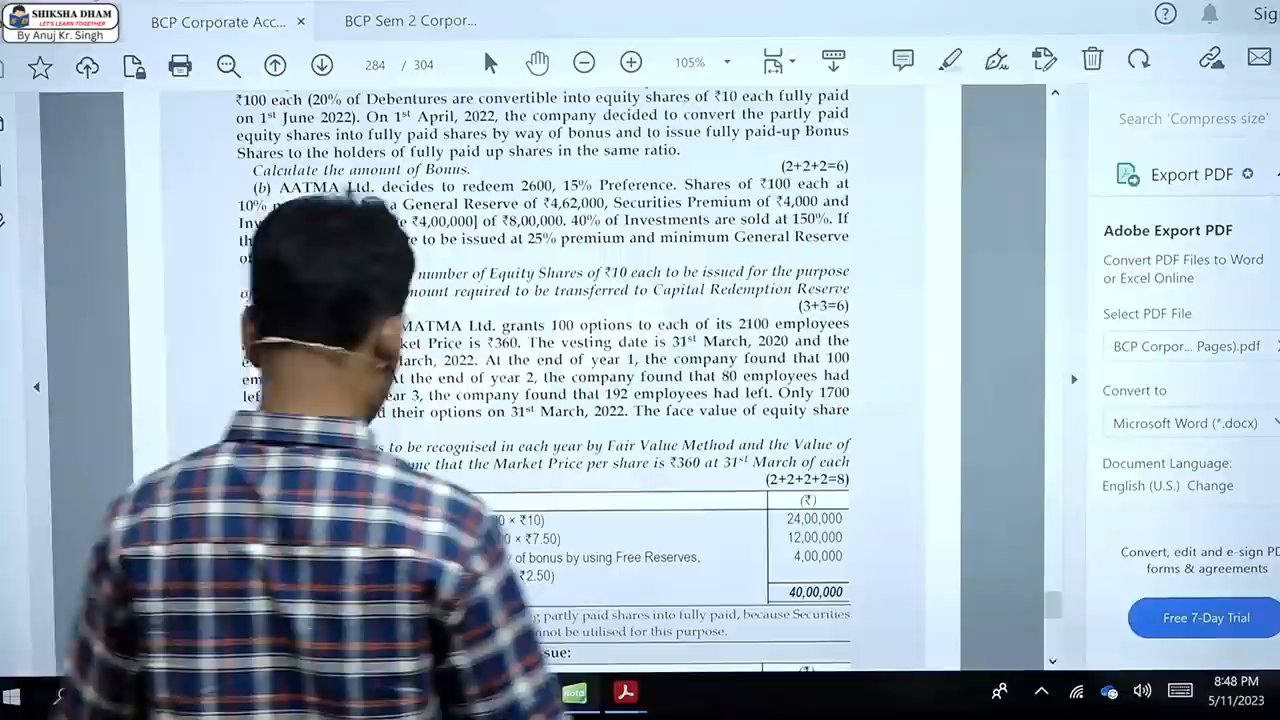 SHIKSHA DHAM
LET'S LEARN TOGETHER
By Anuj Kr. Singh
BCP Corporate Acc... ×
BCP Sem 2 Corpor...
Sig
284 / 304
105%
₹100 each (20% of Debentures are convertible into equity shares of ₹10 each fully paid
on 1st June 2022). On 1st April, 2022, the company decided to convert the partly paid
equity shares into fully paid shares by way of bonus and to issue fully paid-up Bonus
Shares to the holders of fully paid up shares in the same ratio.
Calculate the amount of Bonus. (2+2+2=6)
(b) AATMA Ltd. decides to redeem 2600, 15% Preference. Shares of ₹100 each at
10% a General Reserve of ₹4,62,000, Securities Premium of ₹4,000 and
₹4,00,000] of ₹8,00,000. 40% of Investments are sold at 150%. If
to be issued at 25% premium and minimum General Reserve
number of Equity Shares of ₹10 each to be issued for the purpose
required to be transferred to Capital Redemption Reserve
(3+3=6)
MATMA Ltd. grants 100 options to each of its 2100 employees
Price is ₹360. The vesting date is 31st March, 2020 and the
2022. At the end of year 1, the company found that 100
At the end of year 2, the company found that 80 employees had
3, the company found that 192 employees had left. Only 1700
their options on 31st March, 2022. The face value of equity share
to be recognised in each year by Fair Value Method and the Value of
that the Market Price per share is ₹360 at 31st March of each
(2+2+2+2=8)
(₹)
× ₹10) 24,00,000
× ₹7.50) 12,00,000
of bonus by using Free Reserves, 4,00,000
₹2.50)
40,00,000
partly paid shares into fully paid, because Securities
be utilised for this purpose.
Search 'Compress size'
Export PDF
Adobe Export PDF
Convert PDF Files to Word
or Excel Online
Select PDF File
BCP Corpor... Pages).pdf
Convert to
Microsoft Word (*.docx)
Document Language:
English (U.S.) Change
Convert, edit and e-sign
forms & agreements
Free 7-Day Trial
8:48 PM
5/11/2023